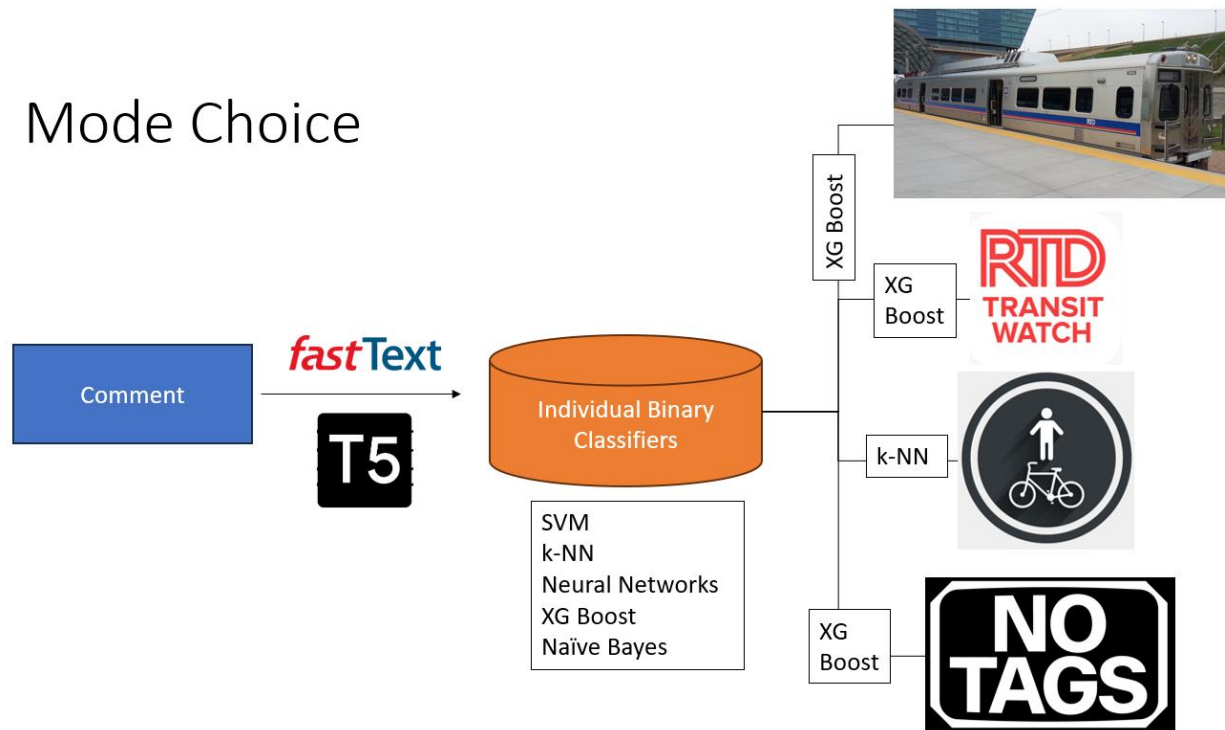 Mode Choice
XG Boost
RTD
TRANSIT
WATCH
XG
Boost
fastText
Comment
T5
Individual Binary
Classifiers
k-NN
SVM
k-NN
Neural Networks
XG Boost
Naïve Bayes
XG
Boost
NO
TAGS